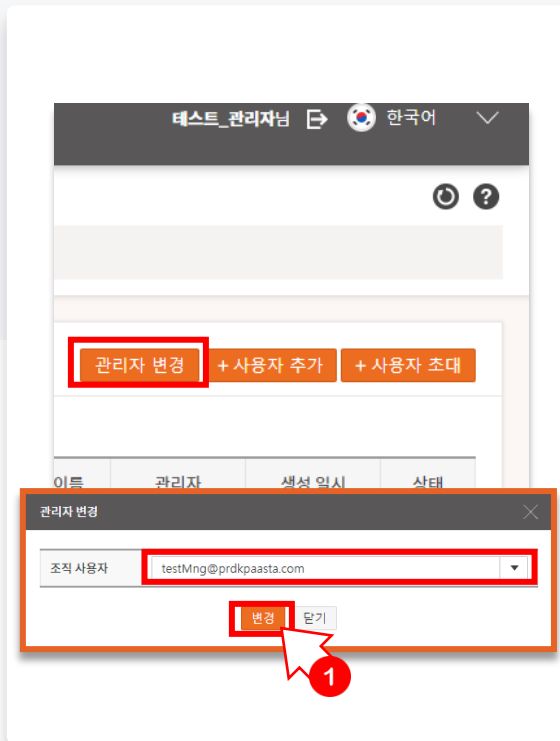 테스트_관리자님 한국어
?
관리자 변경 + 사용자 추가 + 사용자 초대
이름 관리자 생성 일시 상태
관리자 변경
조직 사용자 testMng@prdkpaasta.com
변경 닫기
1